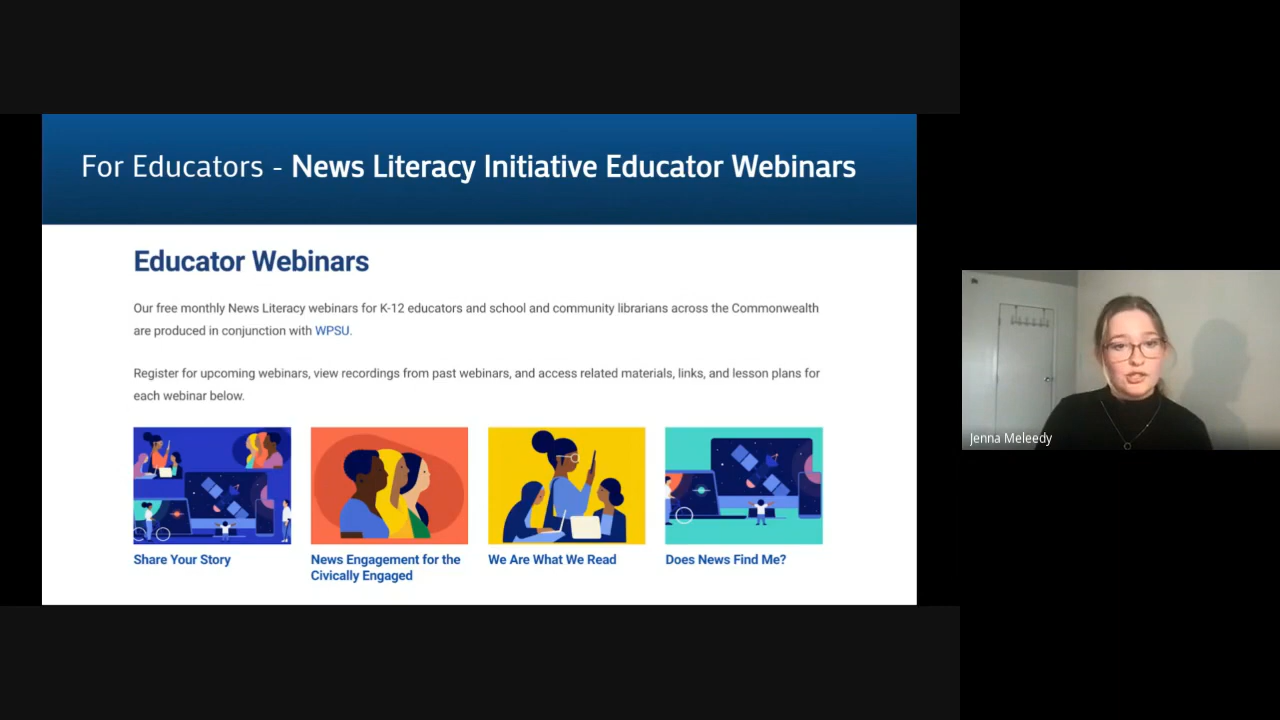 For Educators - News Literacy Initiative Educator Webinars
Educator Webinars
Our free monthly News Literacy webinars for K-12 educators and school and community librarians across the Commonwealth
are produced in conjunction with WPSU.
Register for upcoming webinars, view recordings from past webinars, and access related materials, links, and lesson plans for
each webinar below.
Share Your Story
News Engagement for the
Civically Engaged
We Are What We Read
Does News Find Me?
Jenna Meleedy